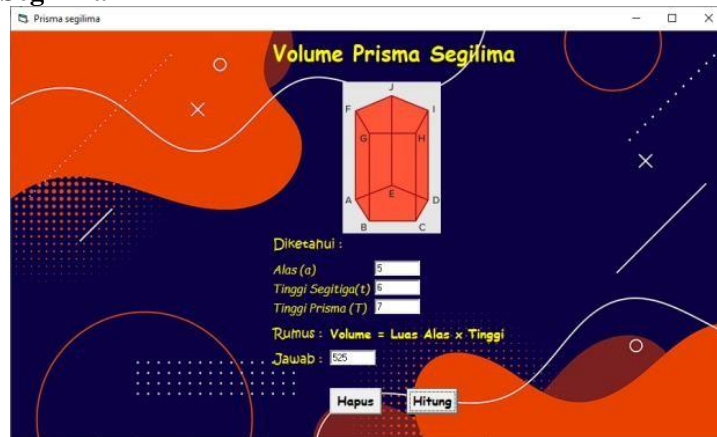 Prisma segilima
Volume Prisma Segilima
J
F I
G H
E
A D
B C
Diketahui :
Alas (a) 5
Tinggi Segitiga(t) 6
Tinggi Prisma (T) 7
Rumus : Volume = Luas Alas x Tinggi
Jawab : 525
Hapus Hitung